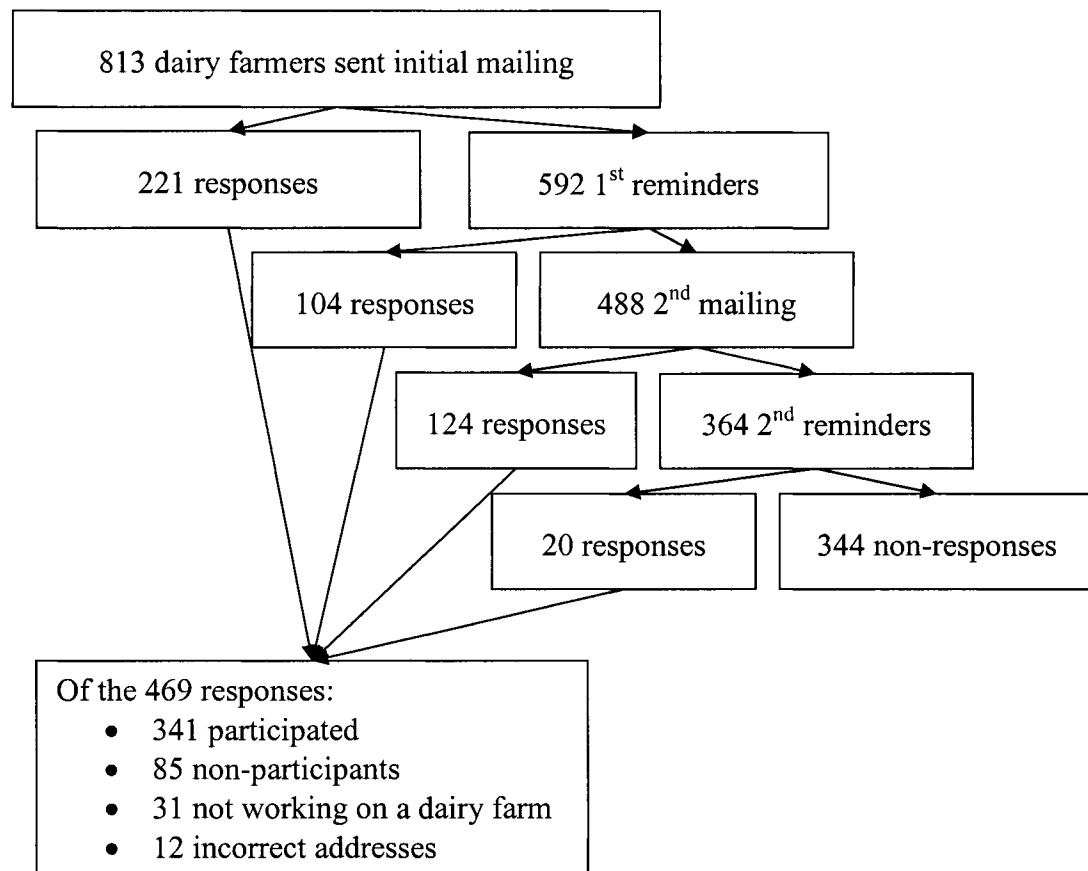 813 dairy farmers sent initial mailing
221 responses
592 1st reminders
104 responses
488 2nd mailing
124 responses
364 2nd reminders
20 responses
344 non-responses
Of the 469 responses:
• 341 participated
• 85 non-participants
• 31 not working on a dairy farm
• 12 incorrect addresses